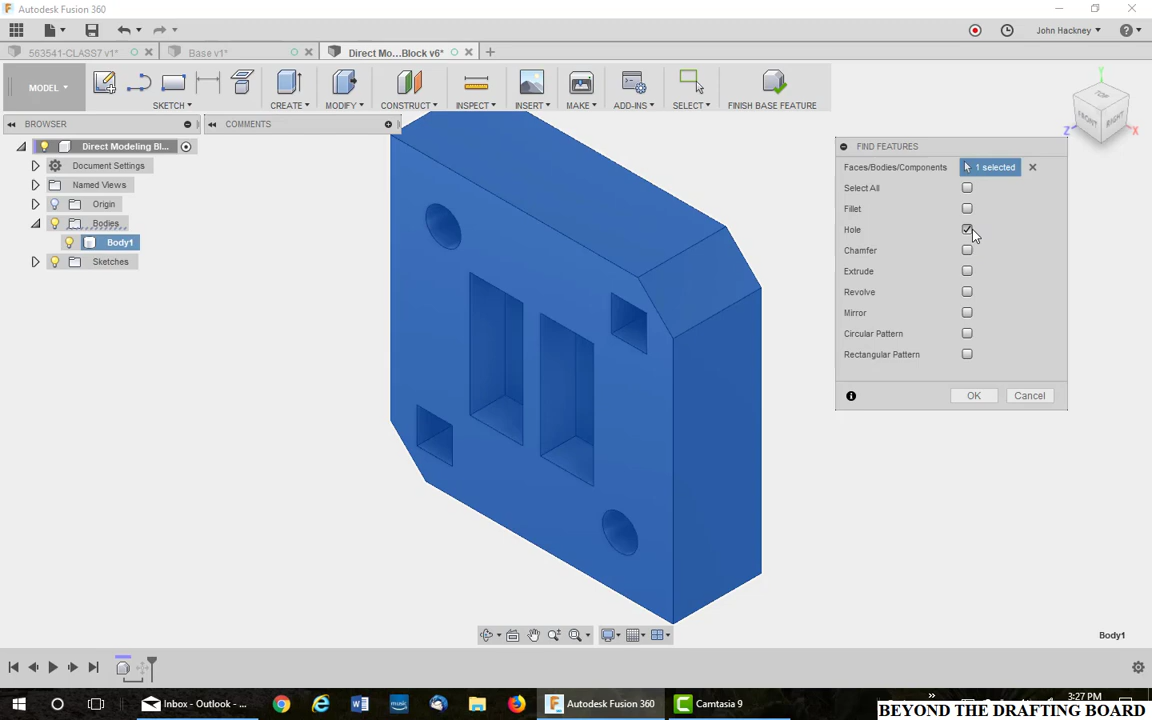 Autodesk Fusion 360
John Hackney
563541-CLASS7 v1*
Base v1*
Direct Mo...Block v6*
MODEL
SKETCH
CREATE
MODIFY
CONSTRUCT
INSPECT
INSERT
MAKE
ADD-INS
SELECT
FINISH BASE FEATURE
BROWSER
COMMENTS
Direct Modeling Bl...
Document Settings
Named Views
Origin
Bodies
Body1
Sketches
TOP
FRONT
RIGHT
Y
Z
X
FIND FEATURES
Faces/Bodies/Components
1 selected
Select All
Fillet
Hole
Chamfer
Extrude
Revolve
Mirror
Circular Pattern
Rectangular Pattern
OK
Cancel
Body1
Inbox - Outlook - ...
music
Autodesk Fusion 360
Camtasia 9
3:27 PM
BEYOND THE DRAFTING BOARD